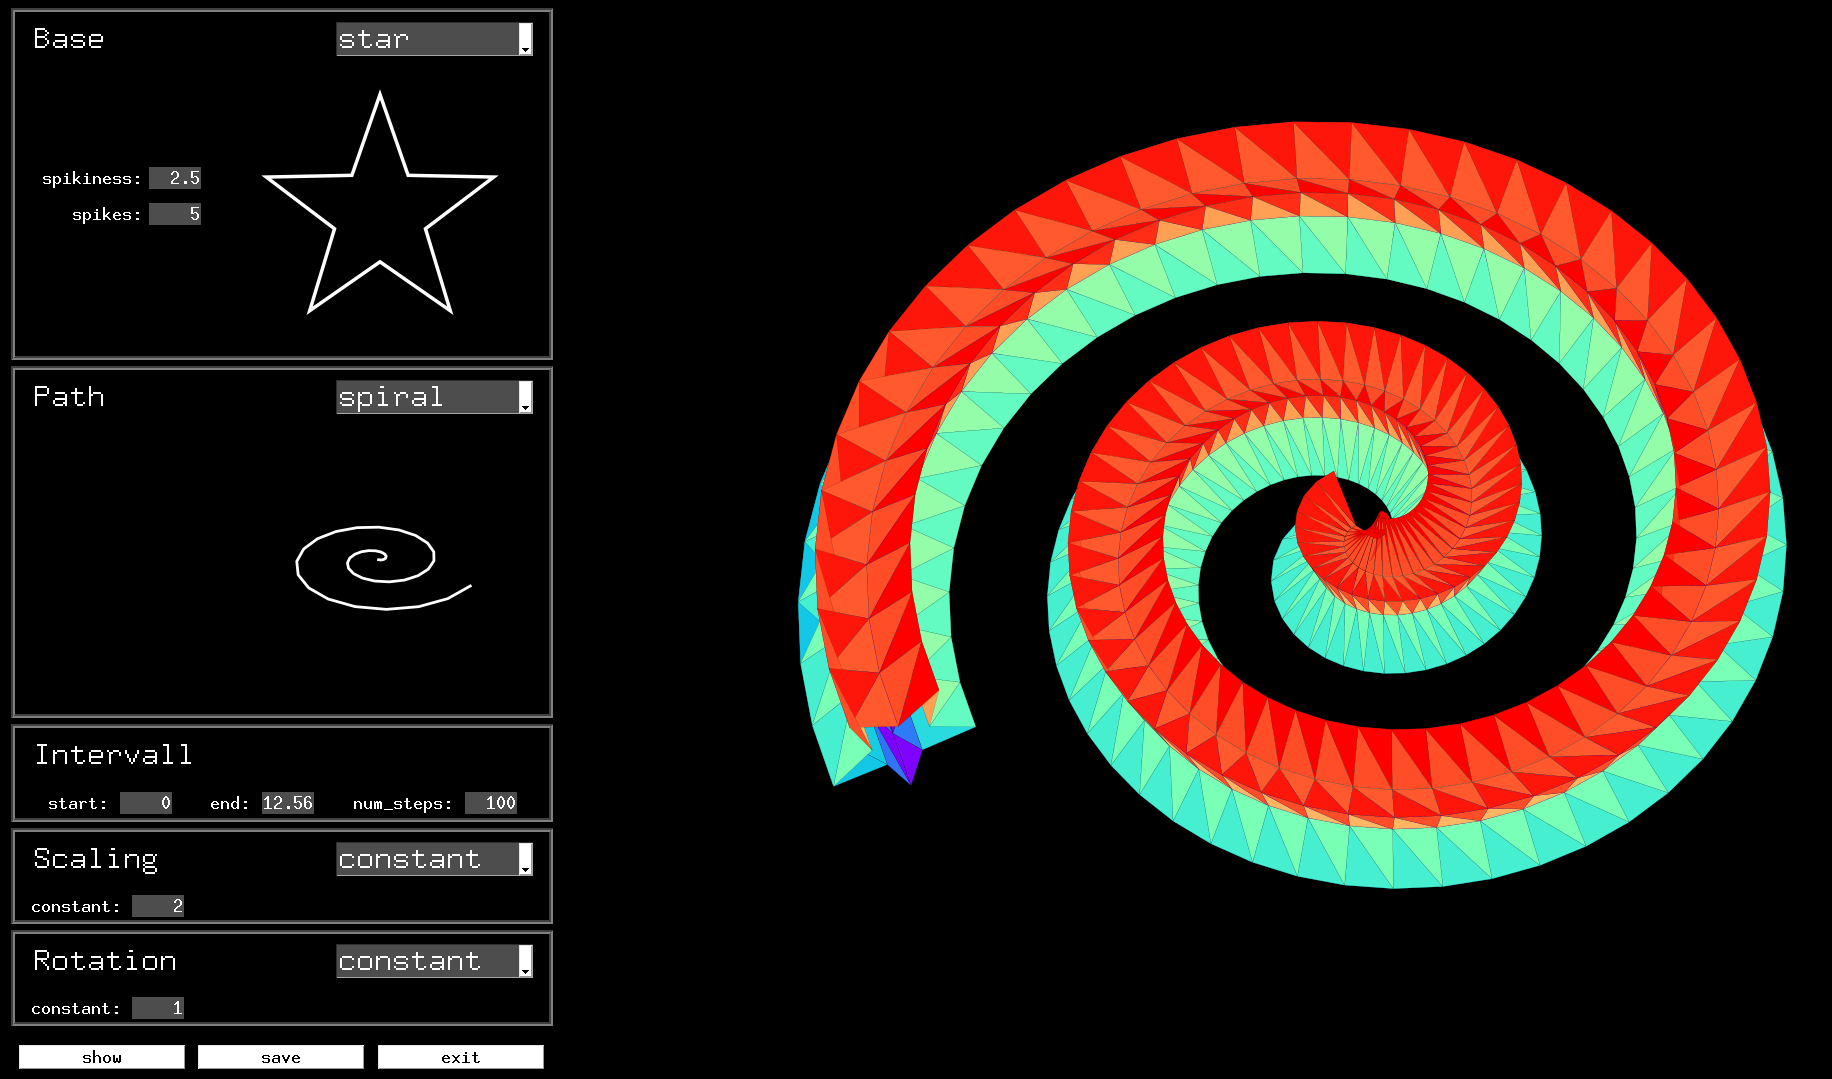 Base star
spikiness: 2.5
spikes: 5
Path spiral
Intervall
start: 0 end: 12.56 num_steps: 100
Scaling constant
constant: 2
Rotation constant
constant: 1
show save exit